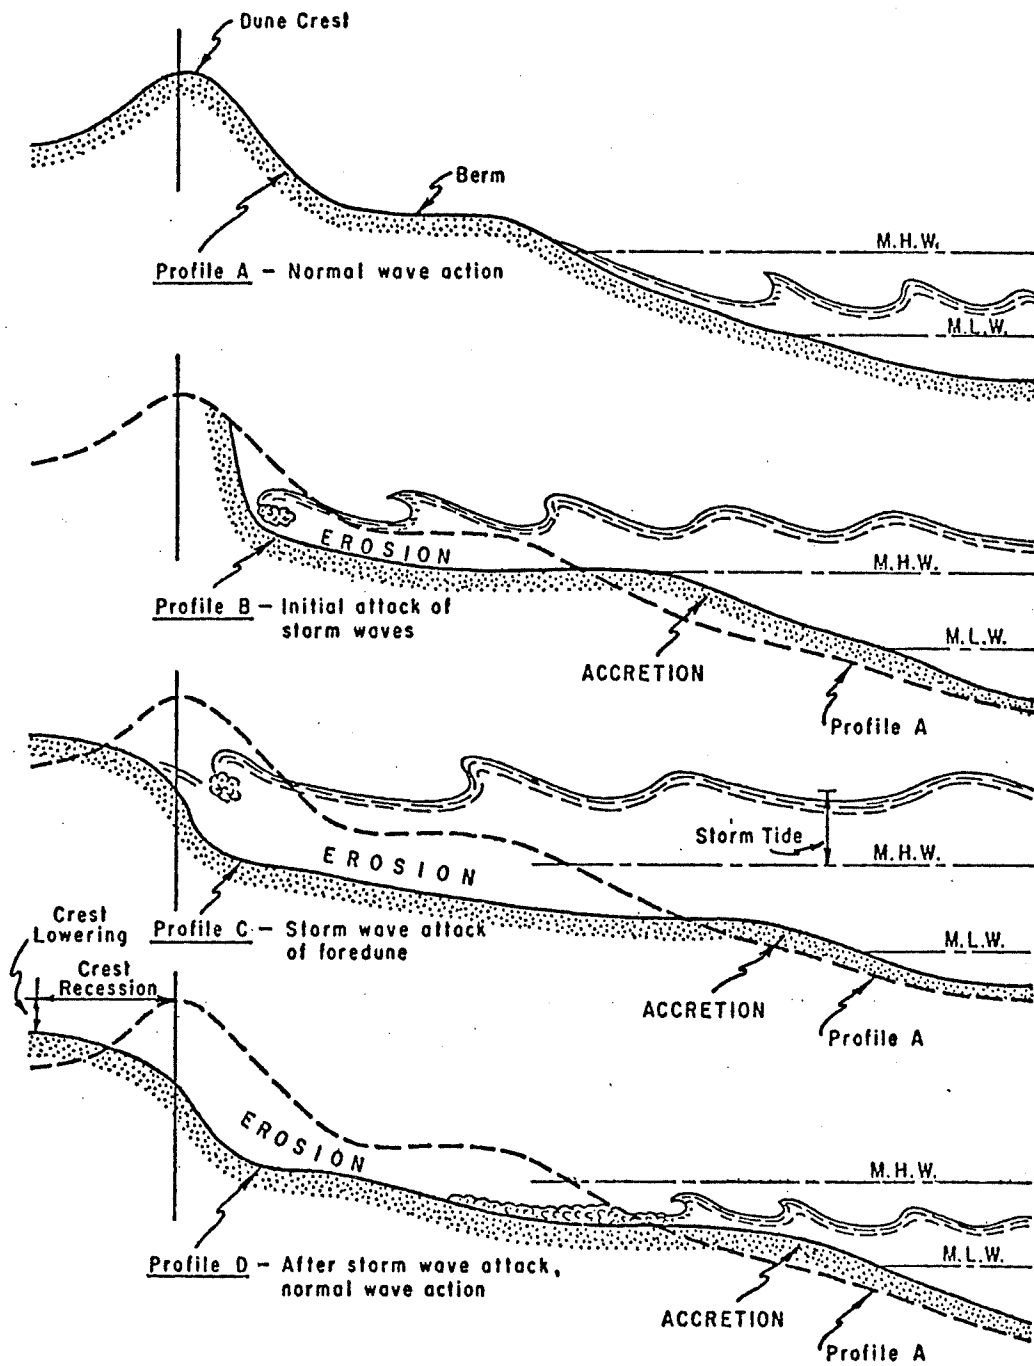 Dune Crest
Berm
M.H.W.
Profile A – Normal wave action
M.L.W.
EROSION
M.H.W.
Profile B – Initial attack of
storm waves
M.L.W.
ACCRETION
Profile A
Storm Tide
M.H.W.
EROSION
Crest
Lowering
Profile C – Storm wave attack
of foredune
M.L.W.
Crest
Recession
ACCRETION
Profile A
EROSION
M.H.W.
Profile D – After storm wave attack,
normal wave action
M.L.W.
ACCRETION
Profile A